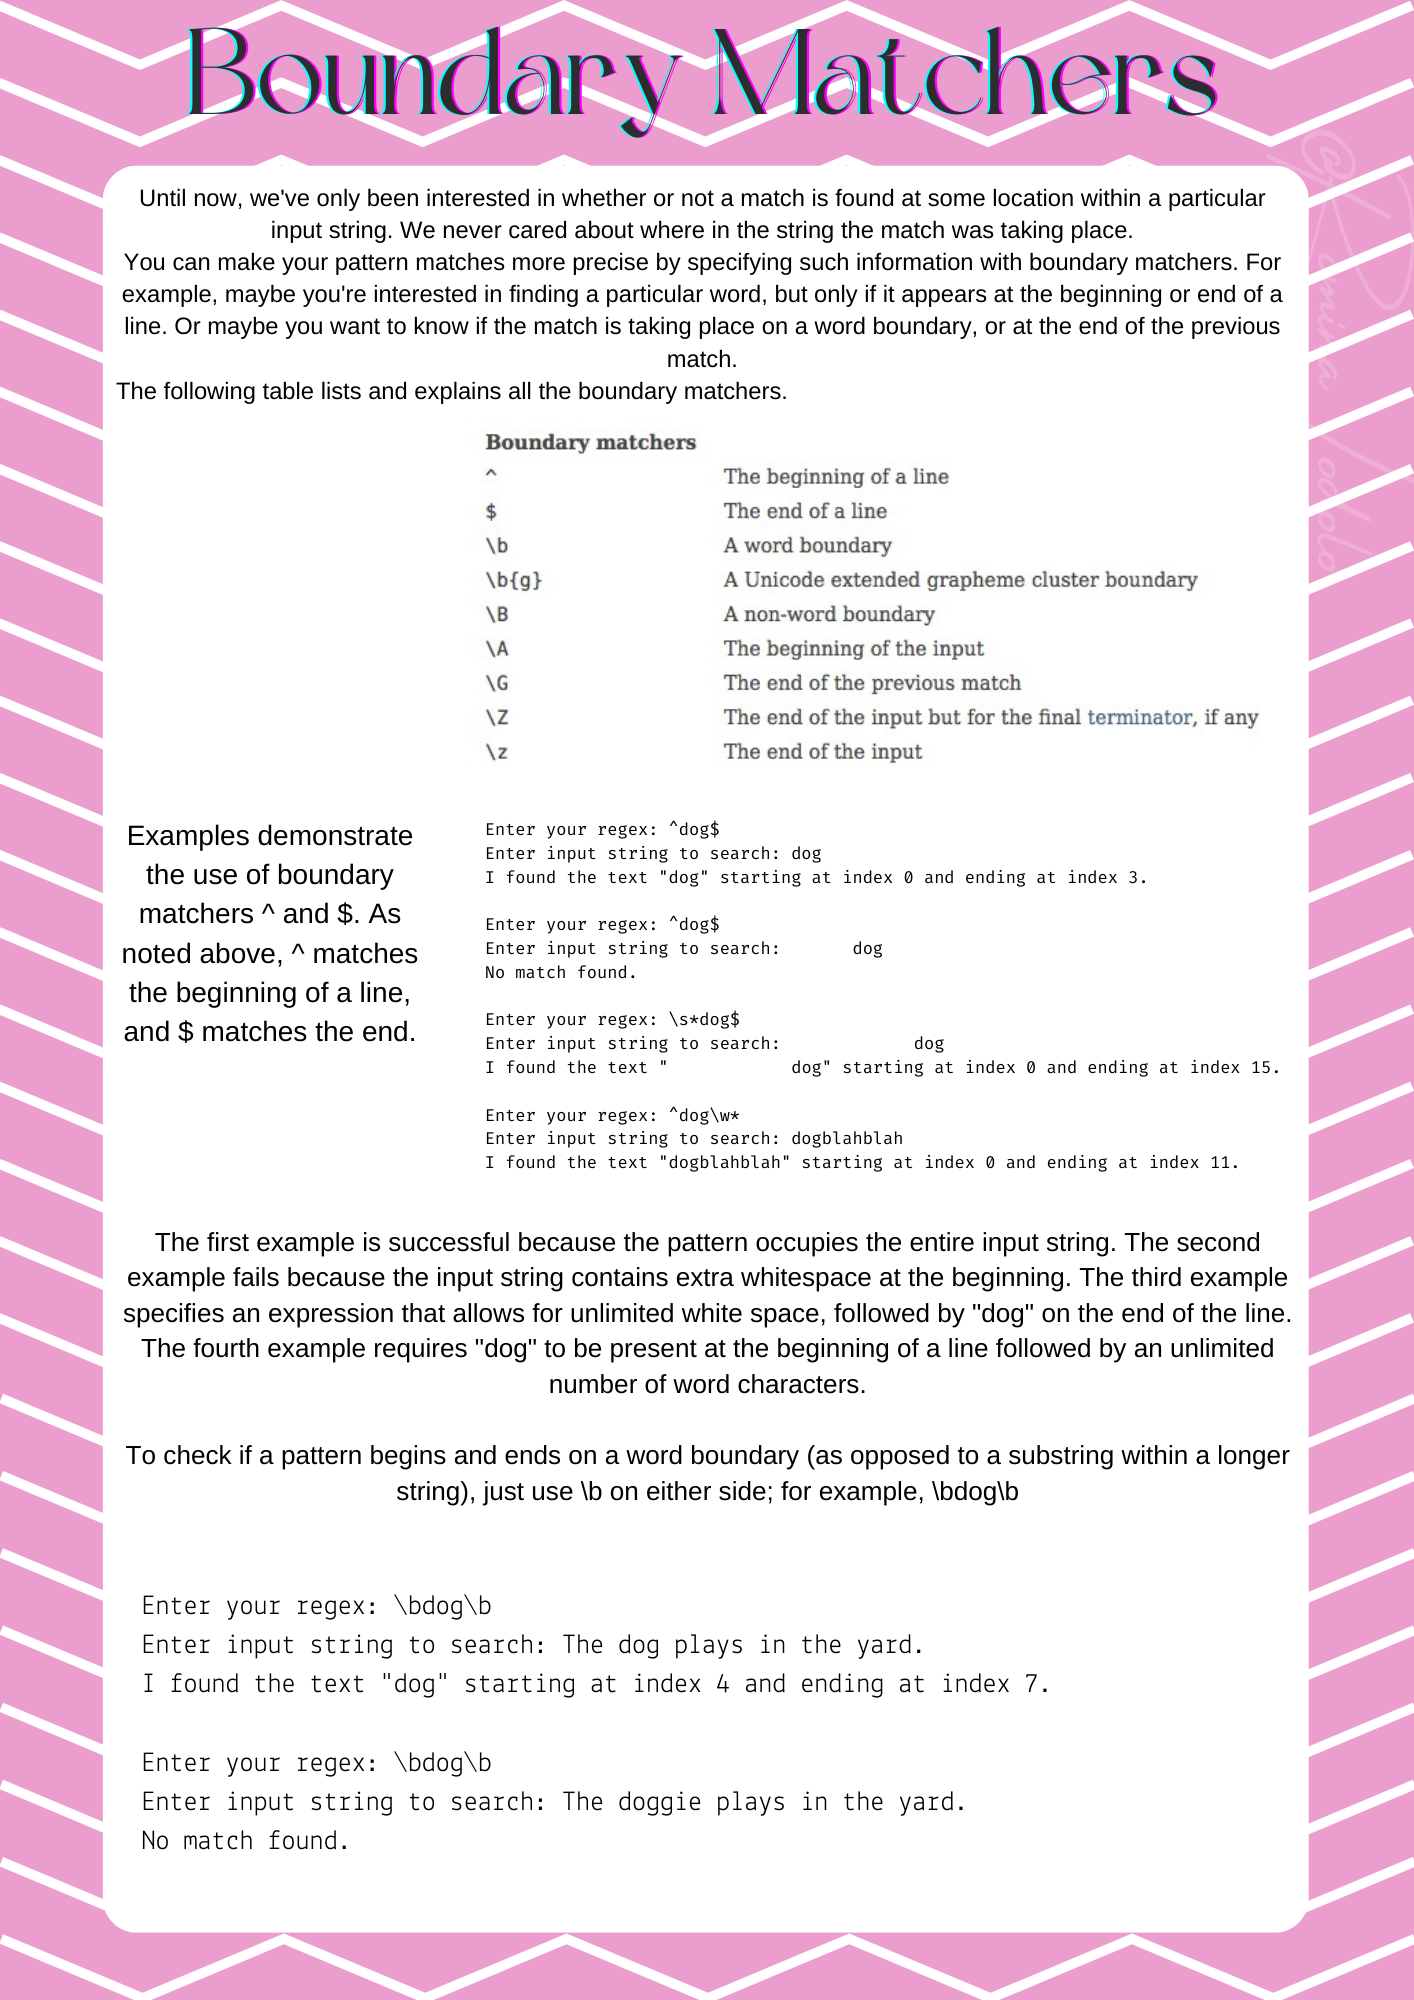 Boundary Matchers
Until now, we've only been interested in whether or not a match is found at some location within a particular
input string. We never cared about where in the string the match was taking place.
You can make your pattern matches more precise by specifying such information with boundary matchers. For
example, maybe you're interested in finding a particular word, but only if it appears at the beginning or end of a
line. Or maybe you want to know if the match is taking place on a word boundary, or at the end of the previous
match.
The following table lists and explains all the boundary matchers.
Boundary matchers
^ The beginning of a line
$ The end of a line
\b A word boundary
\b{g} A Unicode extended grapheme cluster boundary
\B A non-word boundary
\A The beginning of the input
\G The end of the previous match
\Z The end of the input but for the final terminator, if any
\z The end of the input
Examples demonstrate
the use of boundary
matchers ^ and $. As
noted above, ^ matches
the beginning of a line,
and $ matches the end.
Enter your regex: ^dog$
Enter input string to search: dog
I found the text "dog" starting at index 0 and ending at index 3.
Enter your regex: ^dog$
Enter input string to search:       dog
No match found.
Enter your regex: \s*dog$
Enter input string to search:             dog
I found the text "            dog" starting at index 0 and ending at index 15.
Enter your regex: ^dog\w*
Enter input string to search: dogblahblah
I found the text "dogblahblah" starting at index 0 and ending at index 11.
The first example is successful because the pattern occupies the entire input string. The second
example fails because the input string contains extra whitespace at the beginning. The third example
specifies an expression that allows for unlimited white space, followed by "dog" on the end of the line.
The fourth example requires "dog" to be present at the beginning of a line followed by an unlimited
number of word characters.
To check if a pattern begins and ends on a word boundary (as opposed to a substring within a longer
string), just use \b on either side; for example, \bdog\b
Enter your regex: \bdog\b
Enter input string to search: The dog plays in the yard.
I found the text "dog" starting at index 4 and ending at index 7.
Enter your regex: \bdog\b
Enter input string to search: The doggie plays in the yard.
No match found.